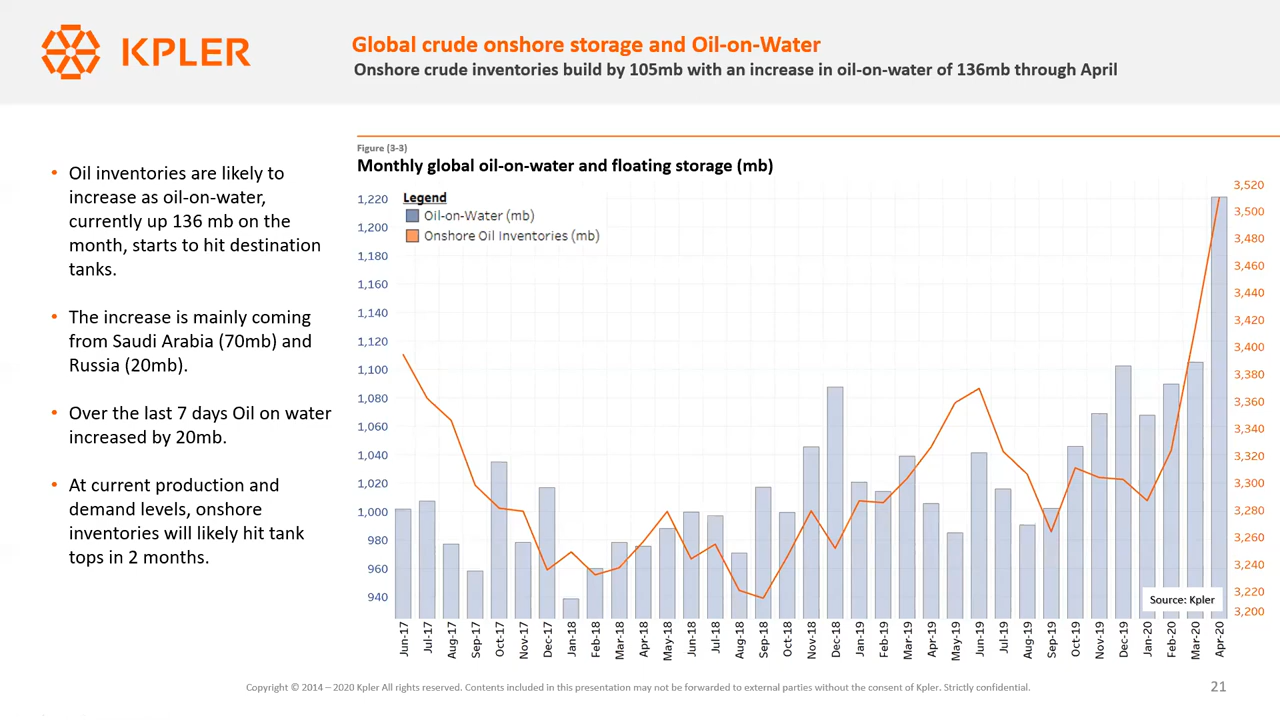 KPLER
Global crude onshore storage and Oil-on-Water
Onshore crude inventories build by 105mb with an increase in oil-on-water of 136mb through April
• Oil inventories are likely to
increase as oil-on-water,
currently up 136 mb on the
month, starts to hit destination
tanks.
• The increase is mainly coming
from Saudi Arabia (70mb) and
Russia (20mb).
• Over the last 7 days Oil on water
increased by 20mb.
• At current production and
demand levels, onshore
inventories will likely hit tank
tops in 2 months.
Figure (3-3)
Monthly global oil-on-water and floating storage (mb)
Legend
Oil-on-Water (mb)
Onshore Oil Inventories (mb)
1,220
1,200
1,180
1,160
1,140
1,120
1,100
1,080
1,060
1,040
1,020
1,000
980
960
940
3,520
3,500
3,480
3,460
3,440
3,420
3,400
3,380
3,360
3,340
3,320
3,300
3,280
3,260
3,240
3,220
3,200
Source: Kpler
Jun-17
Jul-17
Aug-17
Sep-17
Oct-17
Nov-17
Dec-17
Jan-18
Feb-18
Mar-18
Apr-18
May-18
Jun-18
Jul-18
Aug-18
Sep-18
Oct-18
Nov-18
Dec-18
Jan-19
Feb-19
Mar-19
Apr-19
May-19
Jun-19
Jul-19
Aug-19
Sep-19
Oct-19
Nov-19
Dec-19
Jan-20
Feb-20
Mar-20
Apr-20
Copyright © 2014 – 2020 Kpler All rights reserved. Contents included in this presentation may not be forwarded to external parties without the consent of Kpler. Strictly confidential.
21